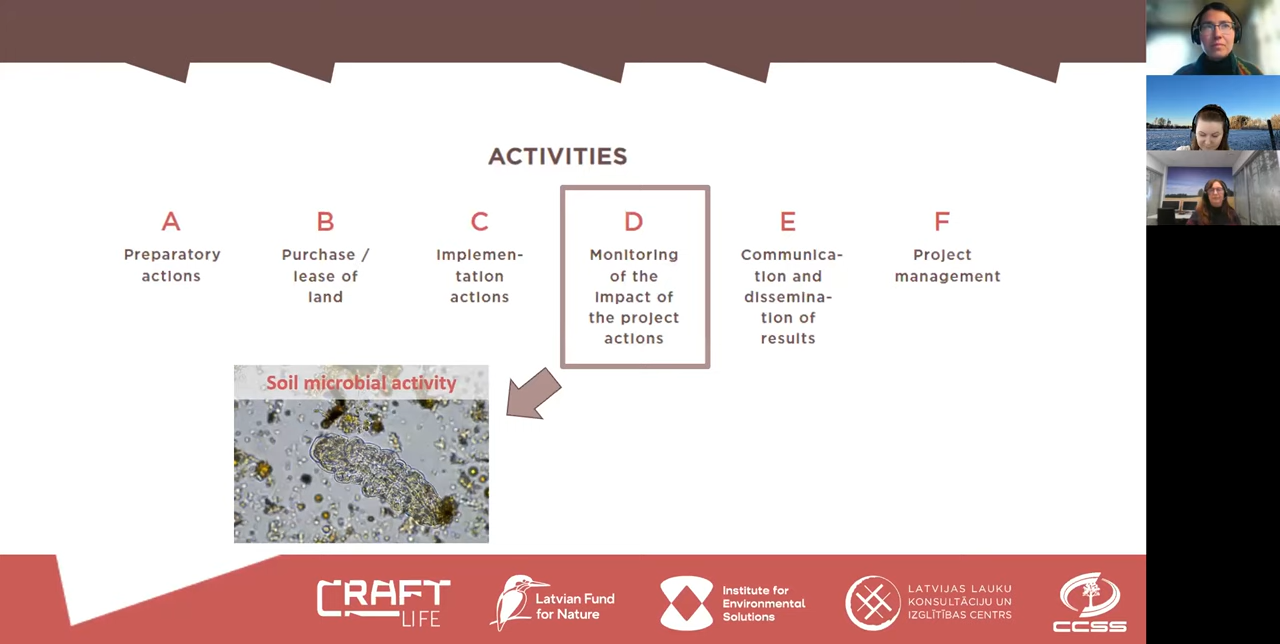 ACTIVITIES
A
Preparatory
actions
B
Purchase /
lease of
land
C
Implemen-
tation
actions
D
Monitoring
of the
impact of
the project
actions
E
Communica-
tion and
dissemina-
tion of
results
F
Project
management
Soil microbial activity
CRAFT
LIFE
Latvian Fund
for Nature
Institute for
Environmental
Solutions
LATVIJAS LAUKU
KONSULTĀCIJU UN
IZGLĪTĪBAS CENTRS
CCSS